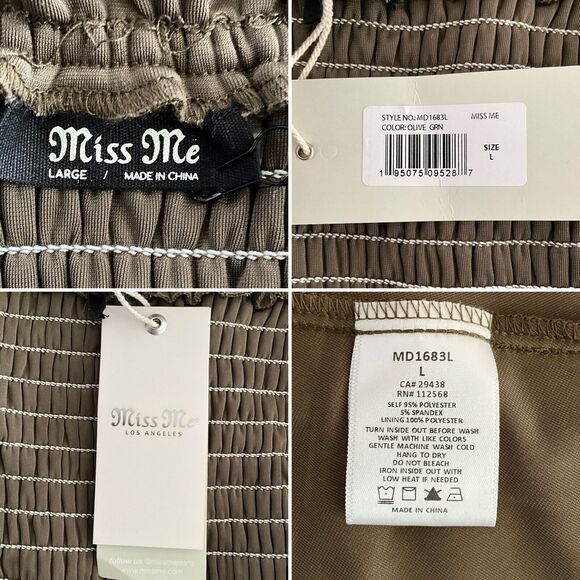 Miss Me
LARGE / MADE IN CHINA
STYLE NO.: MD1683L MISS ME
COLOR: OLIVE GRN
SIZE
L
1 95075 09528 7
Miss Me
LOS ANGELES
www.missme.com
MD1683L
L
CA# 29438
RN# 112568
SELF 95% POLYESTER
5% SPANDEX
LINING 100% POLYESTER
TURN INSIDE OUT BEFORE WASH
WASH WITH LIKE COLORS
GENTLE MACHINE WASH COLD
HANG TO DRY
DO NOT BLEACH
IRON INSIDE OUT WITH
LOW HEAT IF NEEDED
MADE IN CHINA